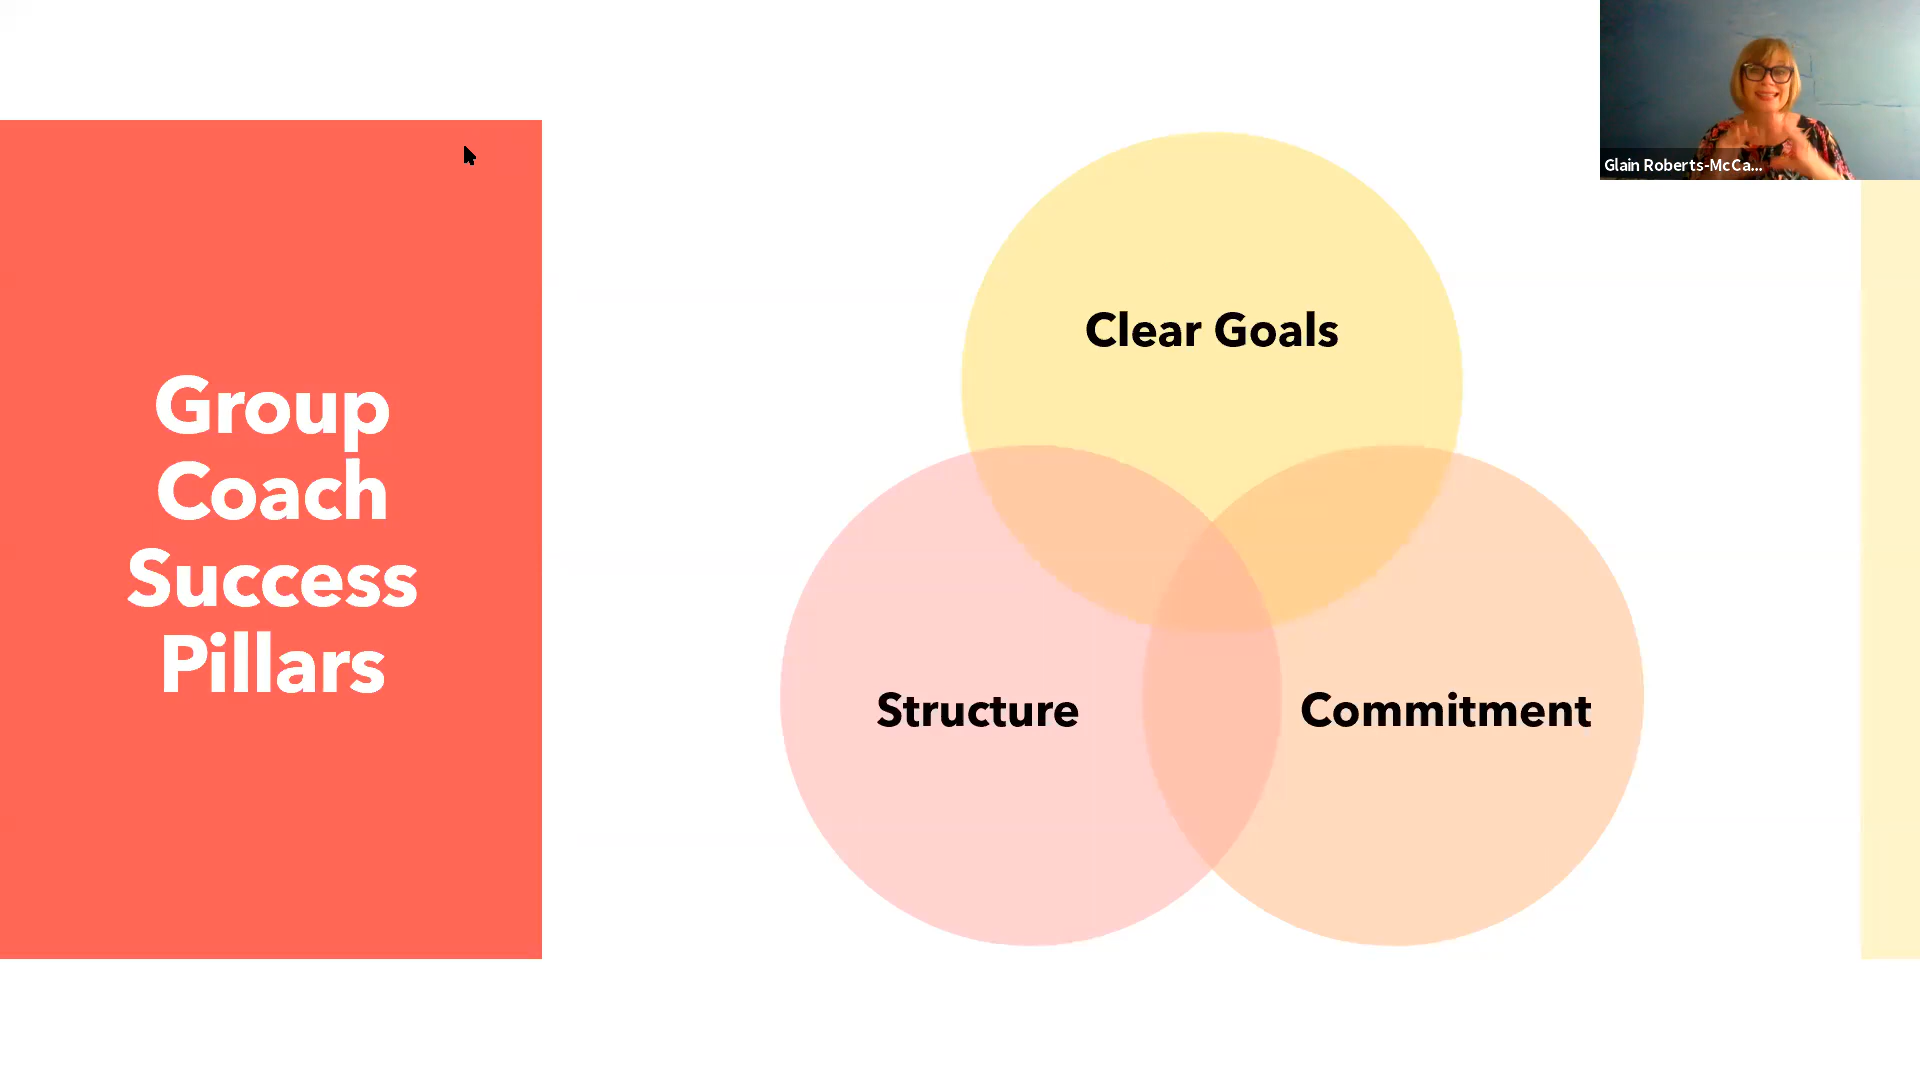 Group
Coach
Success
Pillars
Clear Goals
Structure
Commitment
Glain Roberts-McCa...